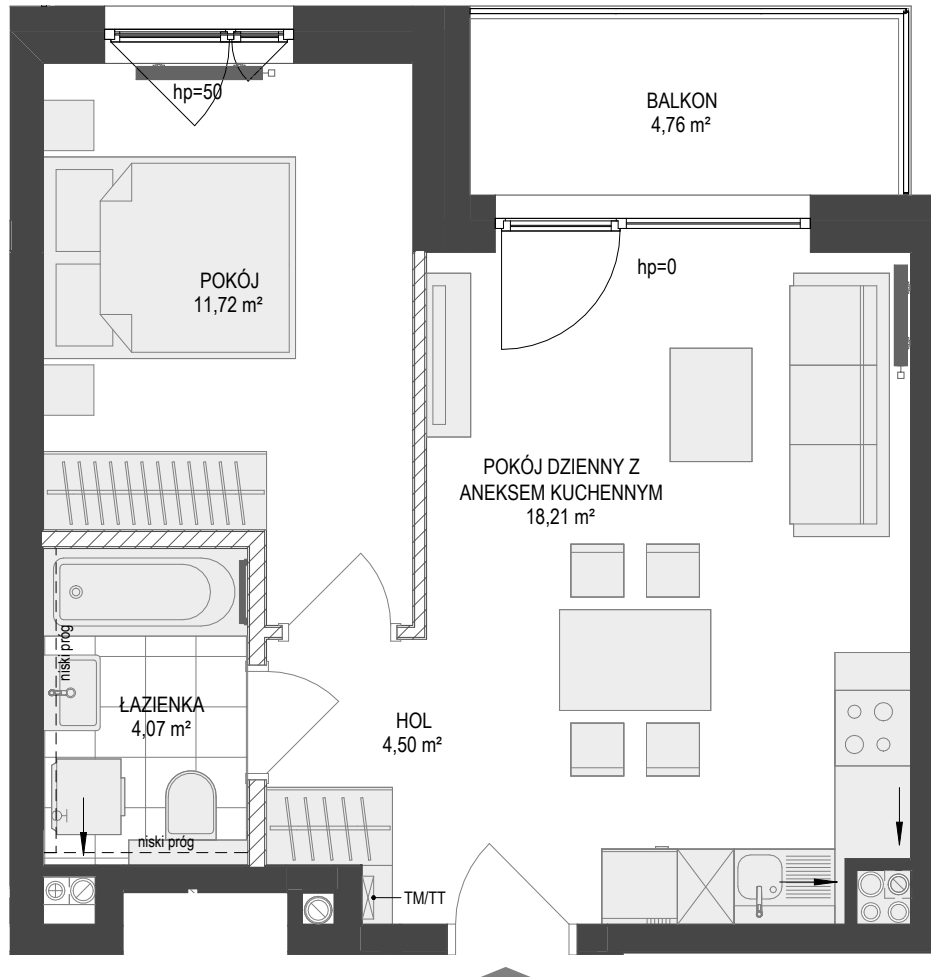 hp=50
BALKON
4,76 m²
POKÓJ
11,72 m²
hp=0
POKÓJ DZIENNY Z
ANEKSEM KUCHENNYM
18,21 m²
niski próg
ŁAZIENKA
4,07 m²
HOL
4,50 m²
niski próg
TM/TT